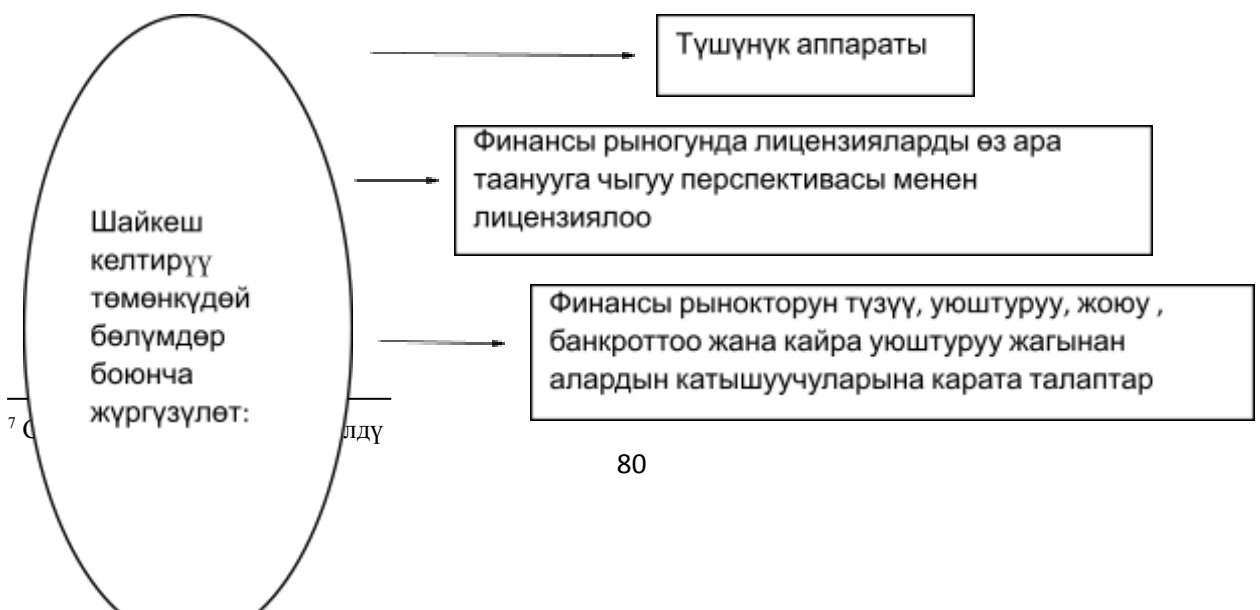 Түшүнүк аппараты
Финансы рыногунда лицензияларды өз ара
таанууга чыгуу перспективасы менен
лицензиялоо
Шайкеш
келтирүү
төмөнкүдөй
бөлүмдөр
боюнча
жүргүзүлөт:
Финансы рынокторун түзүү, уюштуруу, жоюу ,
банкроттоо жана кайра уюштуруу жагынан
алардын катышуучуларына карата талаптар
7
80